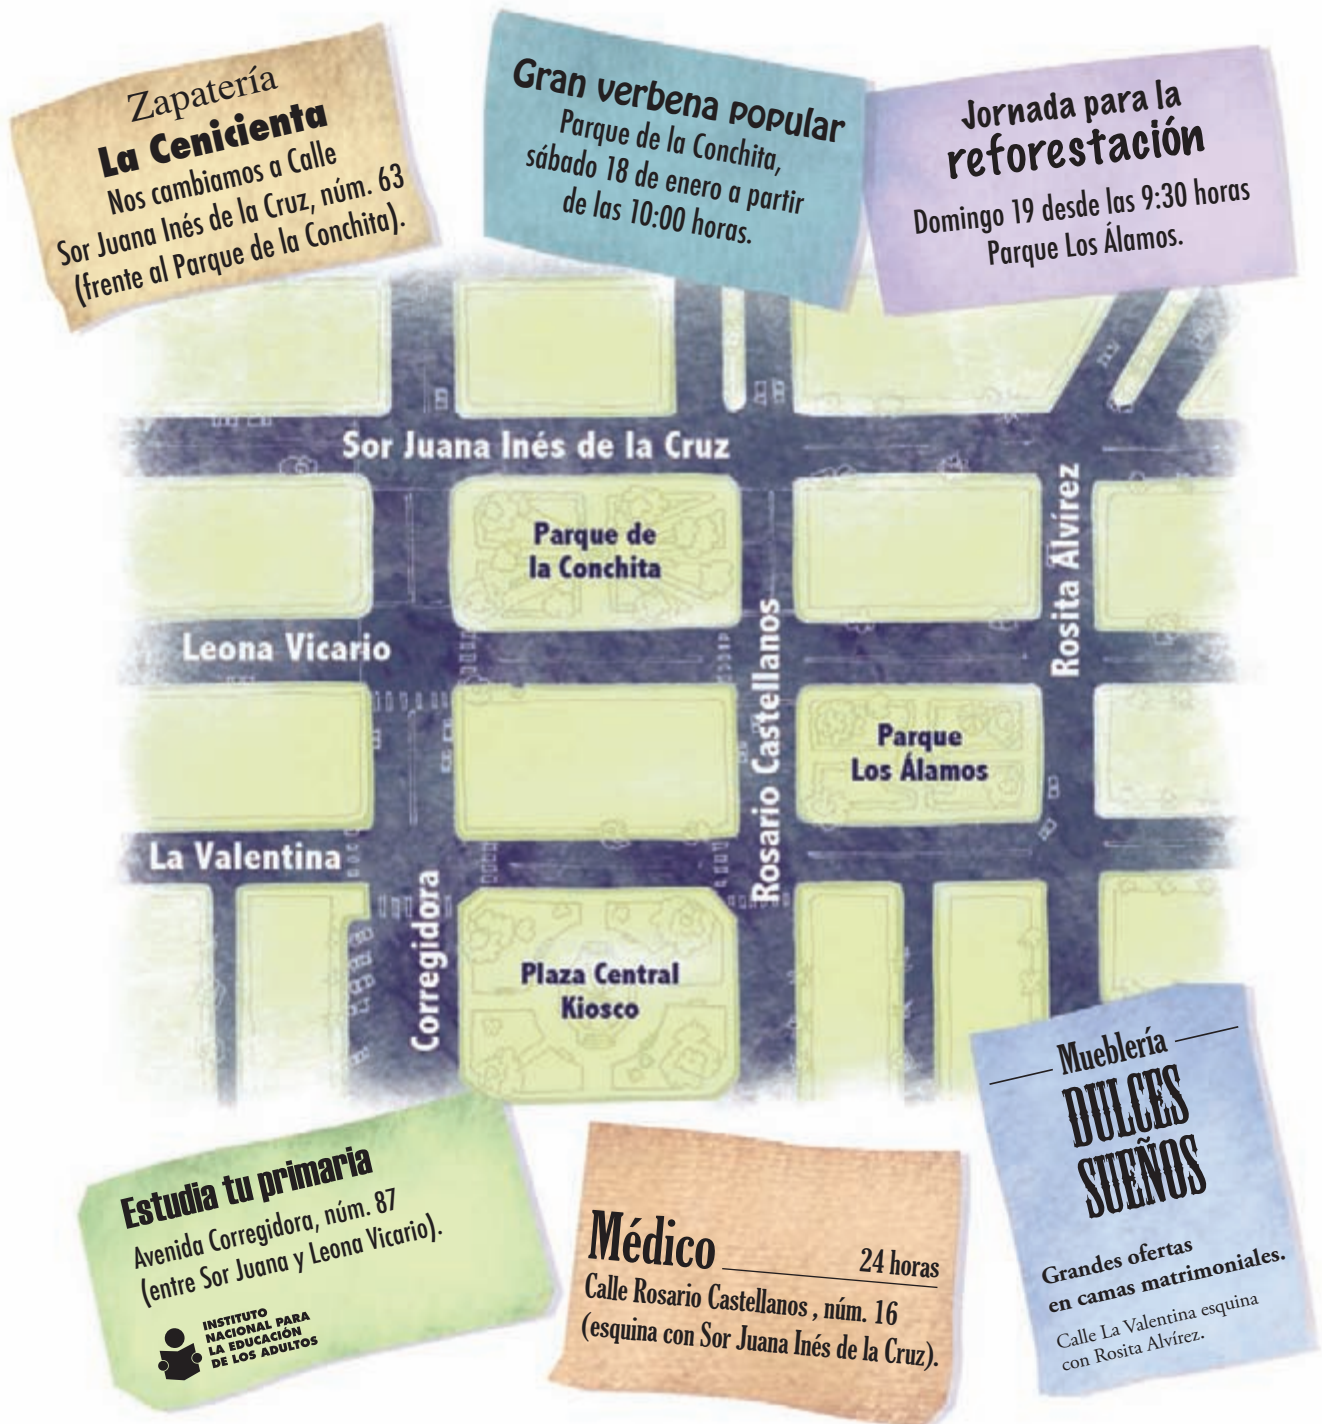 Zapatería
La Cenicienta
Nos cambiamos a Calle
Sor Juana Inés de la Cruz, núm. 63
(frente al Parque de la Conchita).
Gran verbena popular
Parque de la Conchita,
sábado 18 de enero a partir
de las 10:00 horas.
Jornada para la
reforestación
Domingo 19 desde las 9:30 horas
Parque Los Álamos.
Sor Juana Inés de la Cruz
Parque de
la Conchita
Rosita Alvírez
Leona Vicario
Rosario Castellanos
Parque
Los Álamos
La Valentina
Corregidora
Plaza Central
Kiosco
Estudia tu primaria
Avenida Corregidora, núm. 87
(entre Sor Juana y Leona Vicario).
INSTITUTO
NACIONAL PARA
LA EDUCACIÓN
DE LOS ADULTOS
Médico 24 horas
Calle Rosario Castellanos , núm. 16
(esquina con Sor Juana Inés de la Cruz).
Mueblería
DULCES
SUEÑOS
Grandes ofertas
en camas matrimoniales.
Calle La Valentina esquina
con Rosita Alvírez.